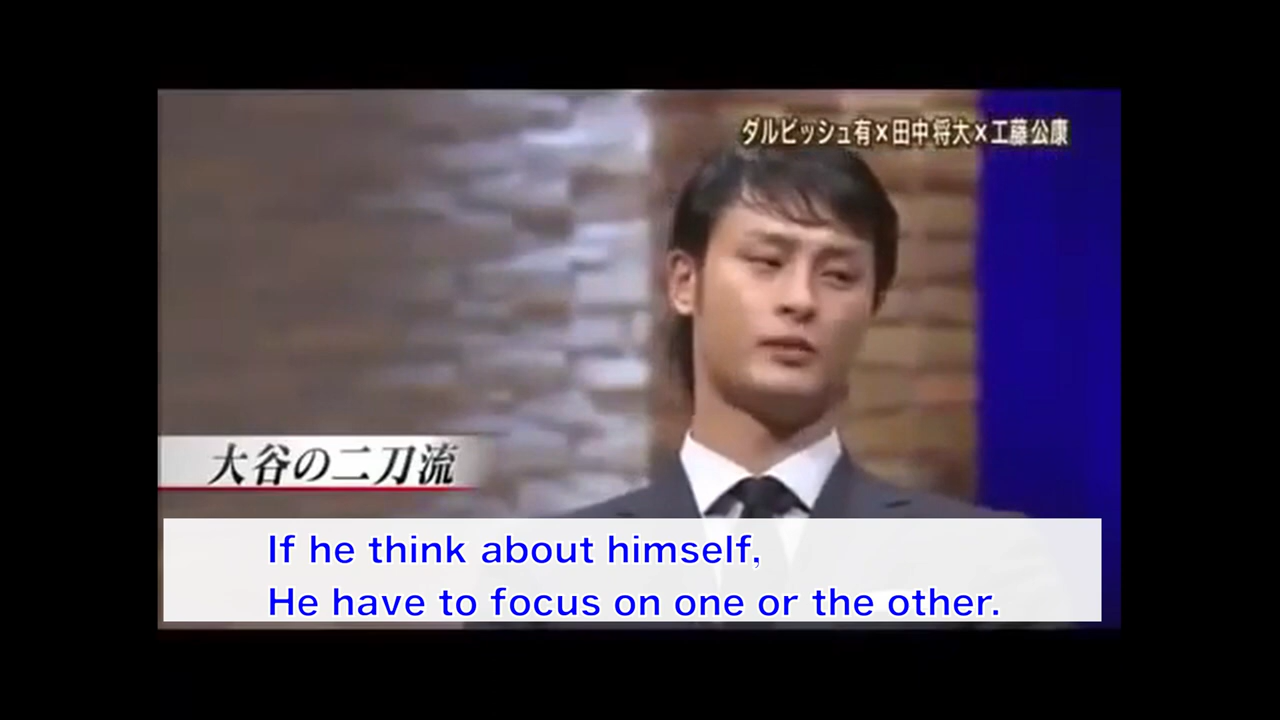 ダルビッシュ有×田中将大×工藤公康
大谷の二刀流
If he think about himself,
He have to focus on one or the other.